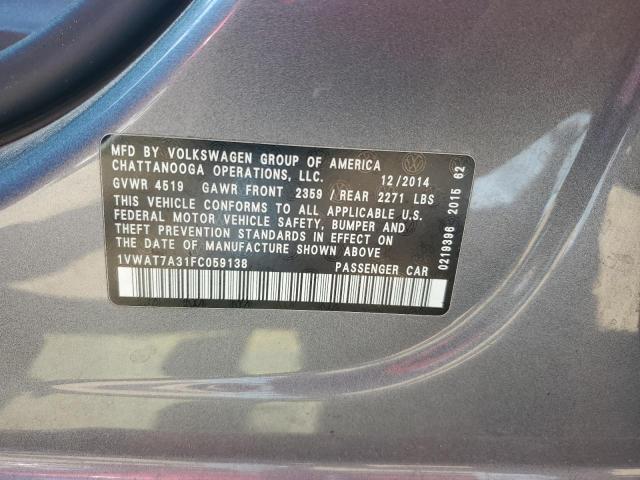 MFD BY VOLKSWAGEN GROUP OF AMERICA
CHATTANOOGA OPERATIONS, LLC. 12/2014
GVWR 4519 GAWR FRONT 2359 / REAR 2271 LBS
THIS VEHICLE CONFORMS TO ALL APPLICABLE U.S.
FEDERAL MOTOR VEHICLE SAFETY, BUMPER AND
THEFT PREVENTION STANDARDS IN EFFECT ON
THE DATE OF MANUFACTURE SHOWN ABOVE
1VWAT7A31FC059138 PASSENGER CAR
0219396 2015 62